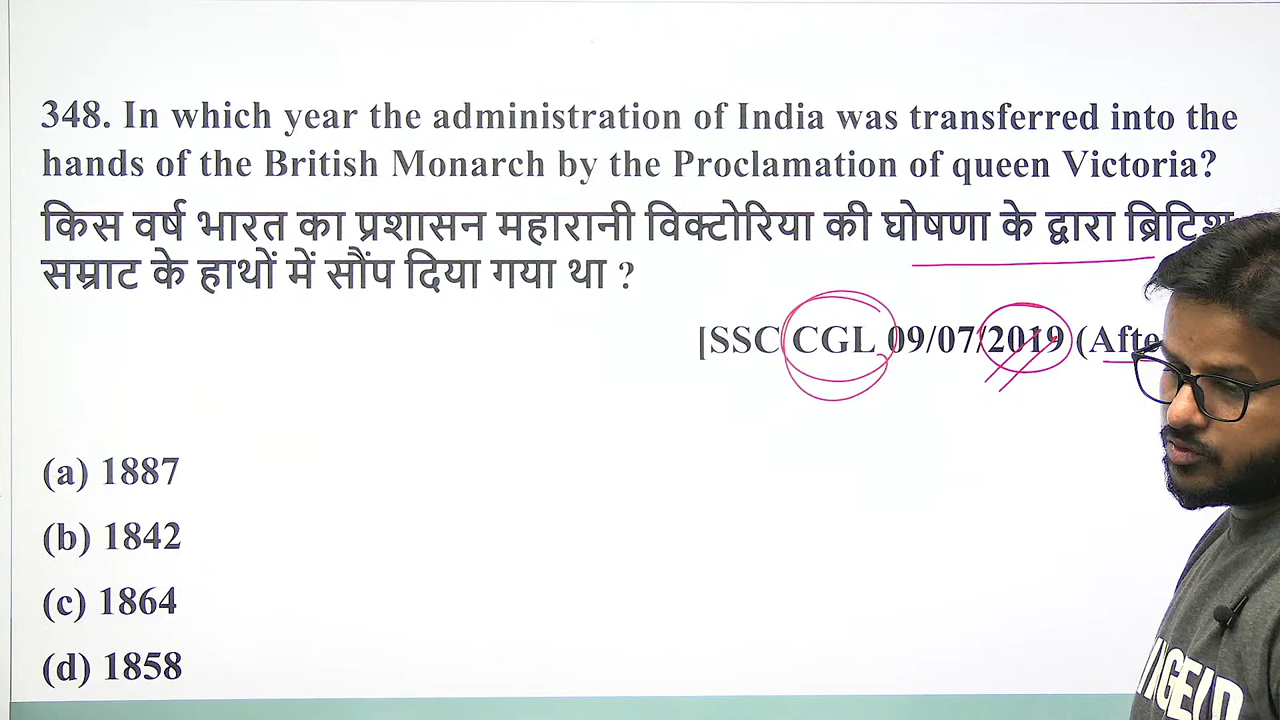 348. In which year the administration of India was transferred into the
hands of the British Monarch by the Proclamation of queen Victoria?
किस वर्ष भारत का प्रशासन महारानी विक्टोरिया की घोषणा के द्वारा ब्रिटिश
सम्राट के हाथों में सौंप दिया गया था ?
[SSC CGL 09/07/2019 (Afte
(a) 1887
(b) 1842
(c) 1864
(d) 1858